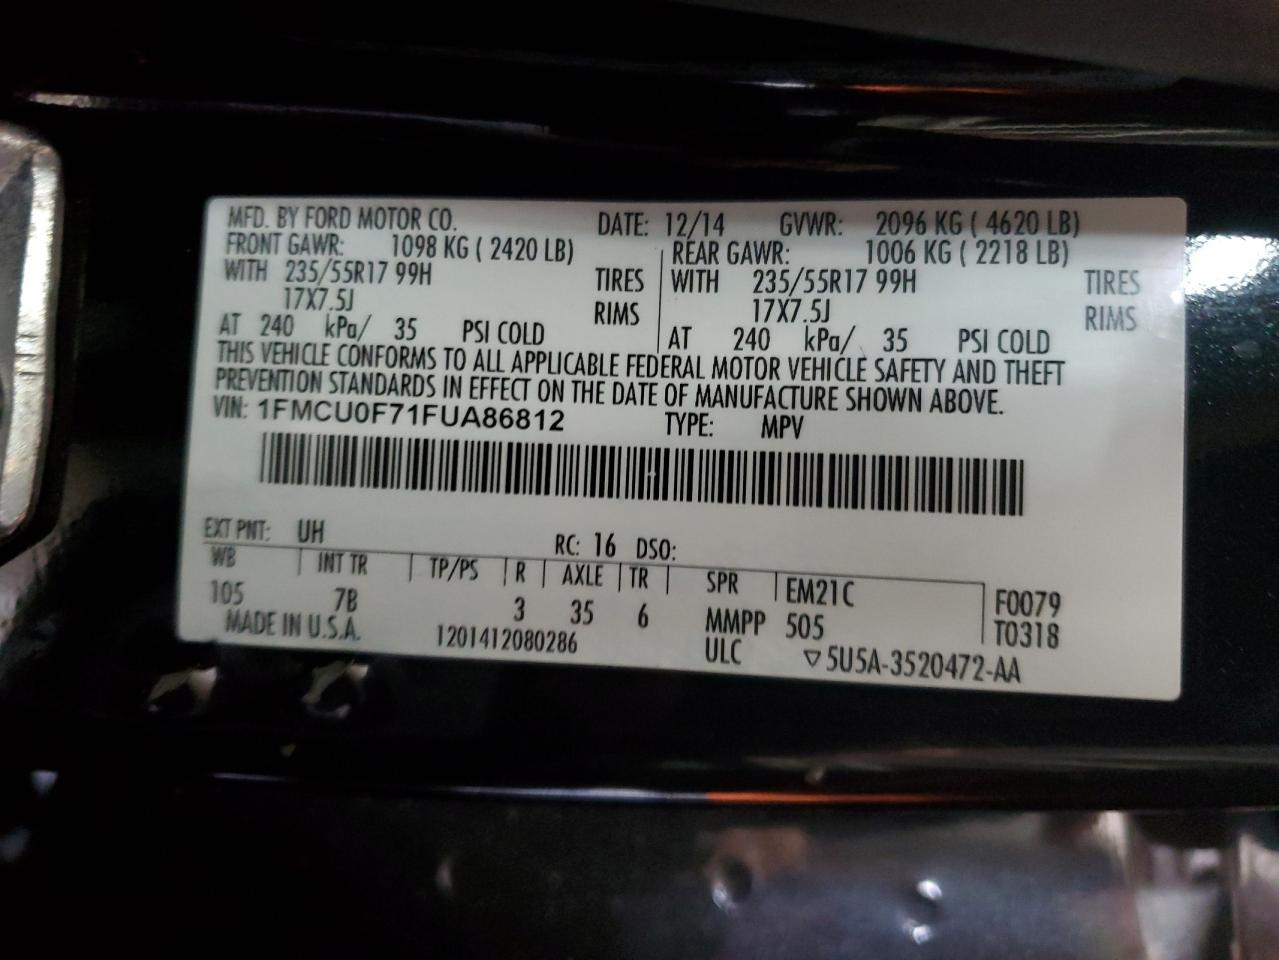 MFD. BY FORD MOTOR CO. DATE: 12/14 GVWR: 2096 KG ( 4620 LB)
FRONT GAWR: 1098 KG ( 2420 LB) REAR GAWR: 1006 KG ( 2218 LB)
WITH 235/55R17 99H TIRES WITH 235/55R17 99H TIRES
17X7.5J RIMS 17X7.5J RIMS
AT 240 kPa/ 35 PSI COLD AT 240 kPa/ 35 PSI COLD
THIS VEHICLE CONFORMS TO ALL APPLICABLE FEDERAL MOTOR VEHICLE SAFETY AND THEFT
PREVENTION STANDARDS IN EFFECT ON THE DATE OF MANUFACTURE SHOWN ABOVE.
VIN: 1FMCU0F71FUA86812 TYPE: MPV
EXT PNT: UH RC: 16 DSO:
WB INT TR TP/PS R AXLE TR SPR EM21C F0079
105 7B 3 35 6 MMPP 505 T0318
MADE IN U.S.A. 1201412080286 ULC ▽5U5A-3520472-AA